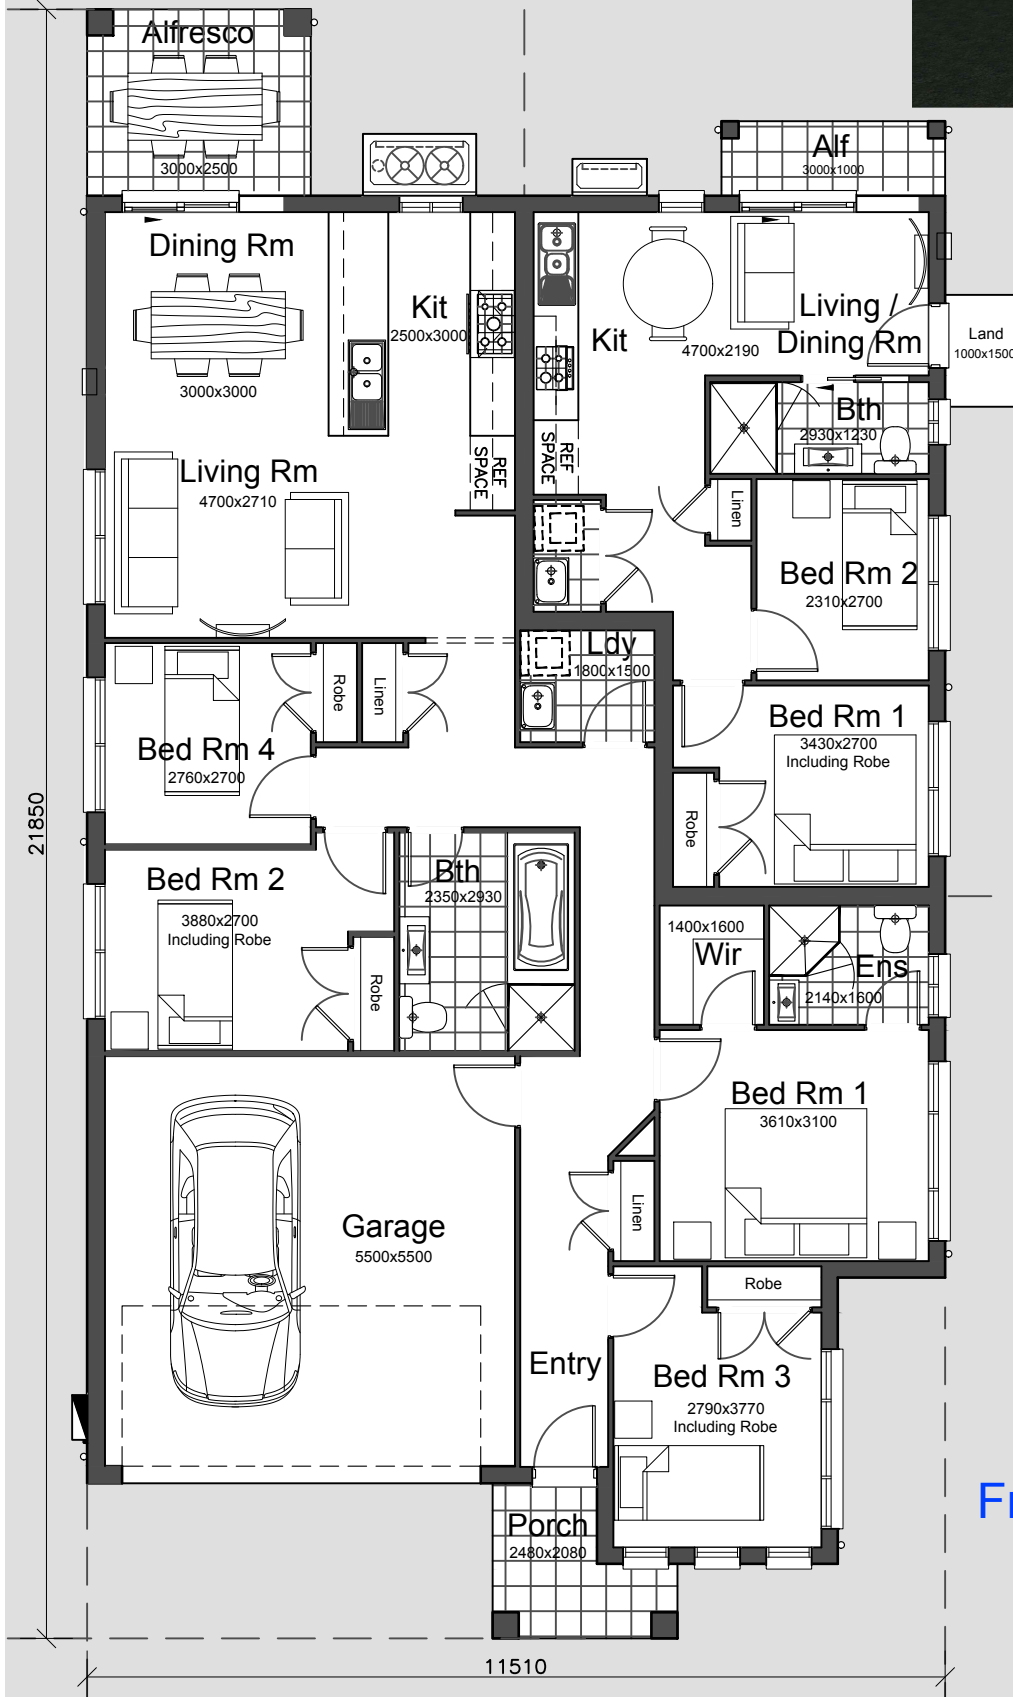 Alfresco
3000x2500
Alf
3000x1000
Dining Rm
3000x3000
Kit
2500x3000
REF
SPACE
Living Rm
4700x2710
Kit
REF
SPACE
4700x2190
Living /
Dining Rm
Land
1000x1500
Bth
2930x1230
Linen
Bed Rm 2
2310x2700
Ldy
1800x1500
Robe
Linen
Bed Rm 4
2760x2700
Bed Rm 1
3430x2700
Including Robe
Robe
21850
Bed Rm 2
3880x2700
Including Robe
Robe
Bth
2350x2930
1400x1600
Wir
Ens
2140x1600
Bed Rm 1
3610x3100
Linen
Garage
5500x5500
Robe
Entry
Bed Rm 3
2790x3770
Including Robe
Porch
2480x2080
11510